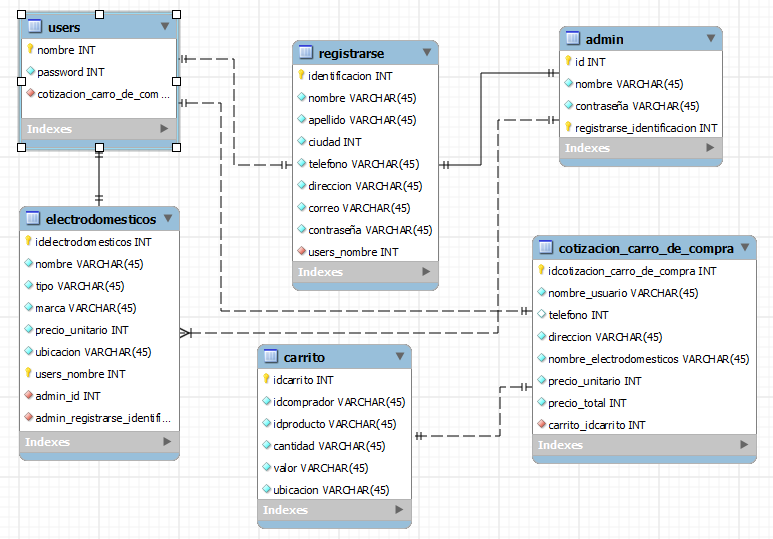 users
nombre INT
password INT
cotizacion_carro_de_com ...
Indexes
registrarse
identificacion INT
nombre VARCHAR(45)
apellido VARCHAR(45)
ciudad INT
telefono VARCHAR(45)
direccion VARCHAR(45)
correo VARCHAR(45)
contraseña VARCHAR(45)
users_nombre INT
Indexes
admin
id INT
nombre VARCHAR(45)
contraseña VARCHAR(45)
registrarse_identificacion INT
Indexes
electrodomesticos
idelectrodomesticos INT
nombre VARCHAR(45)
tipo VARCHAR(45)
marca VARCHAR(45)
precio_unitario INT
ubicacion VARCHAR(45)
users_nombre INT
admin_id INT
admin_registrarse_identifi...
Indexes
cotizacion_carro_de_compra
idcotizacion_carro_de_compra INT
nombre_usuario VARCHAR(45)
telefono INT
direccion VARCHAR(45)
nombre_electrodomesticos VARCHAR(45)
precio_unitario INT
precio_total INT
carrito_idcarrito INT
Indexes
carrito
idcarrito INT
idcomprador VARCHAR(45)
idproducto VARCHAR(45)
cantidad VARCHAR(45)
valor VARCHAR(45)
ubicacion VARCHAR(45)
Indexes